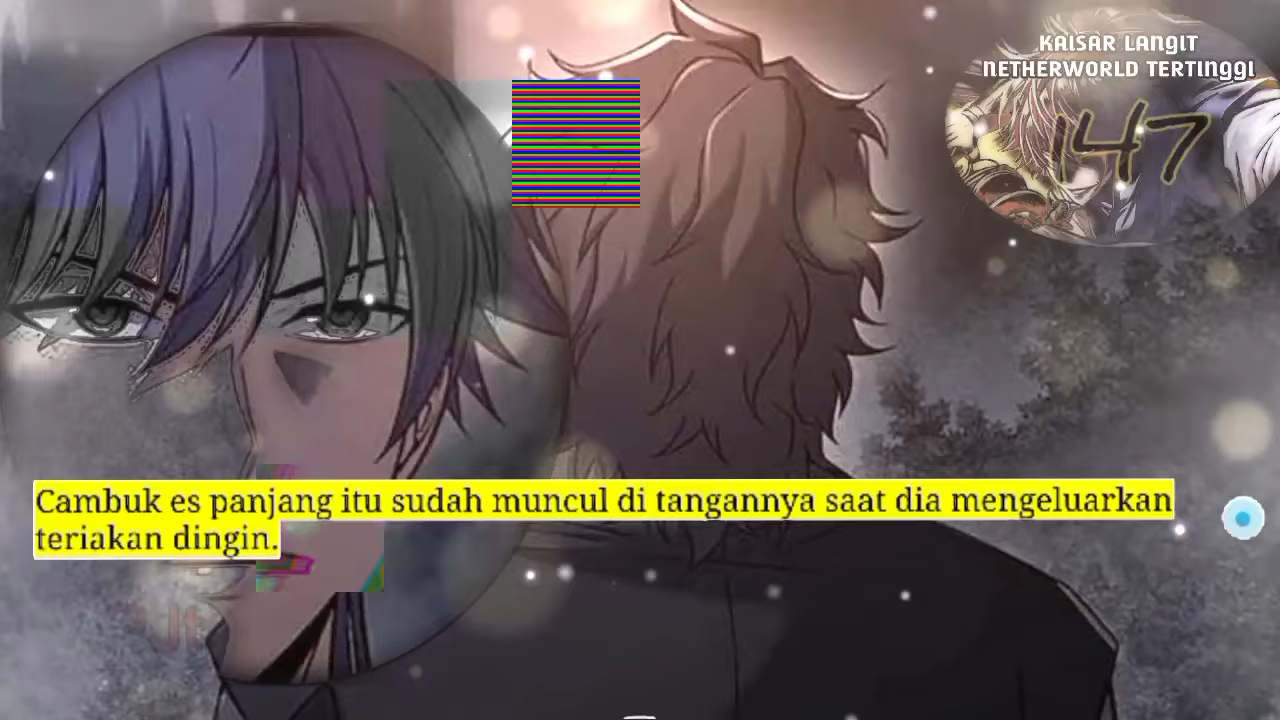 KAISAR LANGIT
NETHERWORLD TERTINGGI
147
Cambuk es panjang itu sudah muncul di tangannya saat dia mengeluarkan
teriakan dingin.